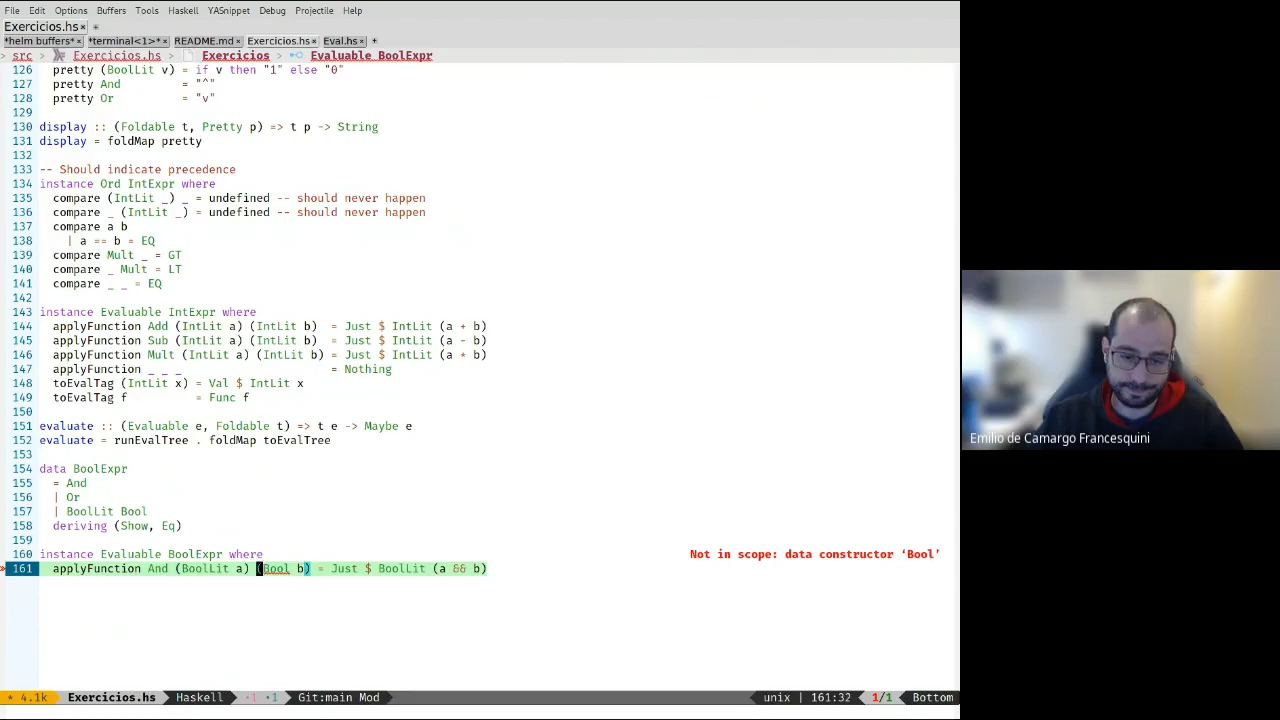 File Edit Options Buffers Tools Haskell YASnippet Debug Projectile Help
Exercicios.hs× +
*helm buffers*× *terminal<1>*× README.md× Exercicios.hs× Eval.hs× +
> src > Exercicios.hs > Exercicios > Evaluable BoolExpr
126 pretty (BoolLit v) = if v then "1" else "0"
127 pretty And = "^"
128 pretty Or = "v"
129
130 display :: (Foldable t, Pretty p) => t p -> String
131 display = foldMap pretty
132
133 -- Should indicate precedence
134 instance Ord IntExpr where
135 compare (IntLit _) _ = undefined -- should never happen
136 compare _ (IntLit _) = undefined -- should never happen
137 compare a b
138 | a == b = EQ
139 compare Mult _ = GT
140 compare _ Mult = LT
141 compare _ _ = EQ
142
143 instance Evaluable IntExpr where
144 applyFunction Add (IntLit a) (IntLit b) = Just $ IntLit (a + b)
145 applyFunction Sub (IntLit a) (IntLit b) = Just $ IntLit (a - b)
146 applyFunction Mult (IntLit a) (IntLit b) = Just $ IntLit (a * b)
147 applyFunction _ _ _ = Nothing
148 toEvalTag (IntLit x) = Val $ IntLit x
149 toEvalTag f = Func f
150
151 evaluate :: (Evaluable e, Foldable t) => t e -> Maybe e
152 evaluate = runEvalTree . foldMap toEvalTree
153
154 data BoolExpr
155 = And
156 | Or
157 | BoolLit Bool
158 deriving (Show, Eq)
159
160 instance Evaluable BoolExpr where Not in scope: data constructor ‘Bool’
» 161 applyFunction And (BoolLit a) (Bool b) = Just $ BoolLit (a && b)
* 4.1k Exercicios.hs Haskell ·1 ·1 Git:main Mod unix | 161:32 1/1 Bottom
Emilio de Camargo Francesquini